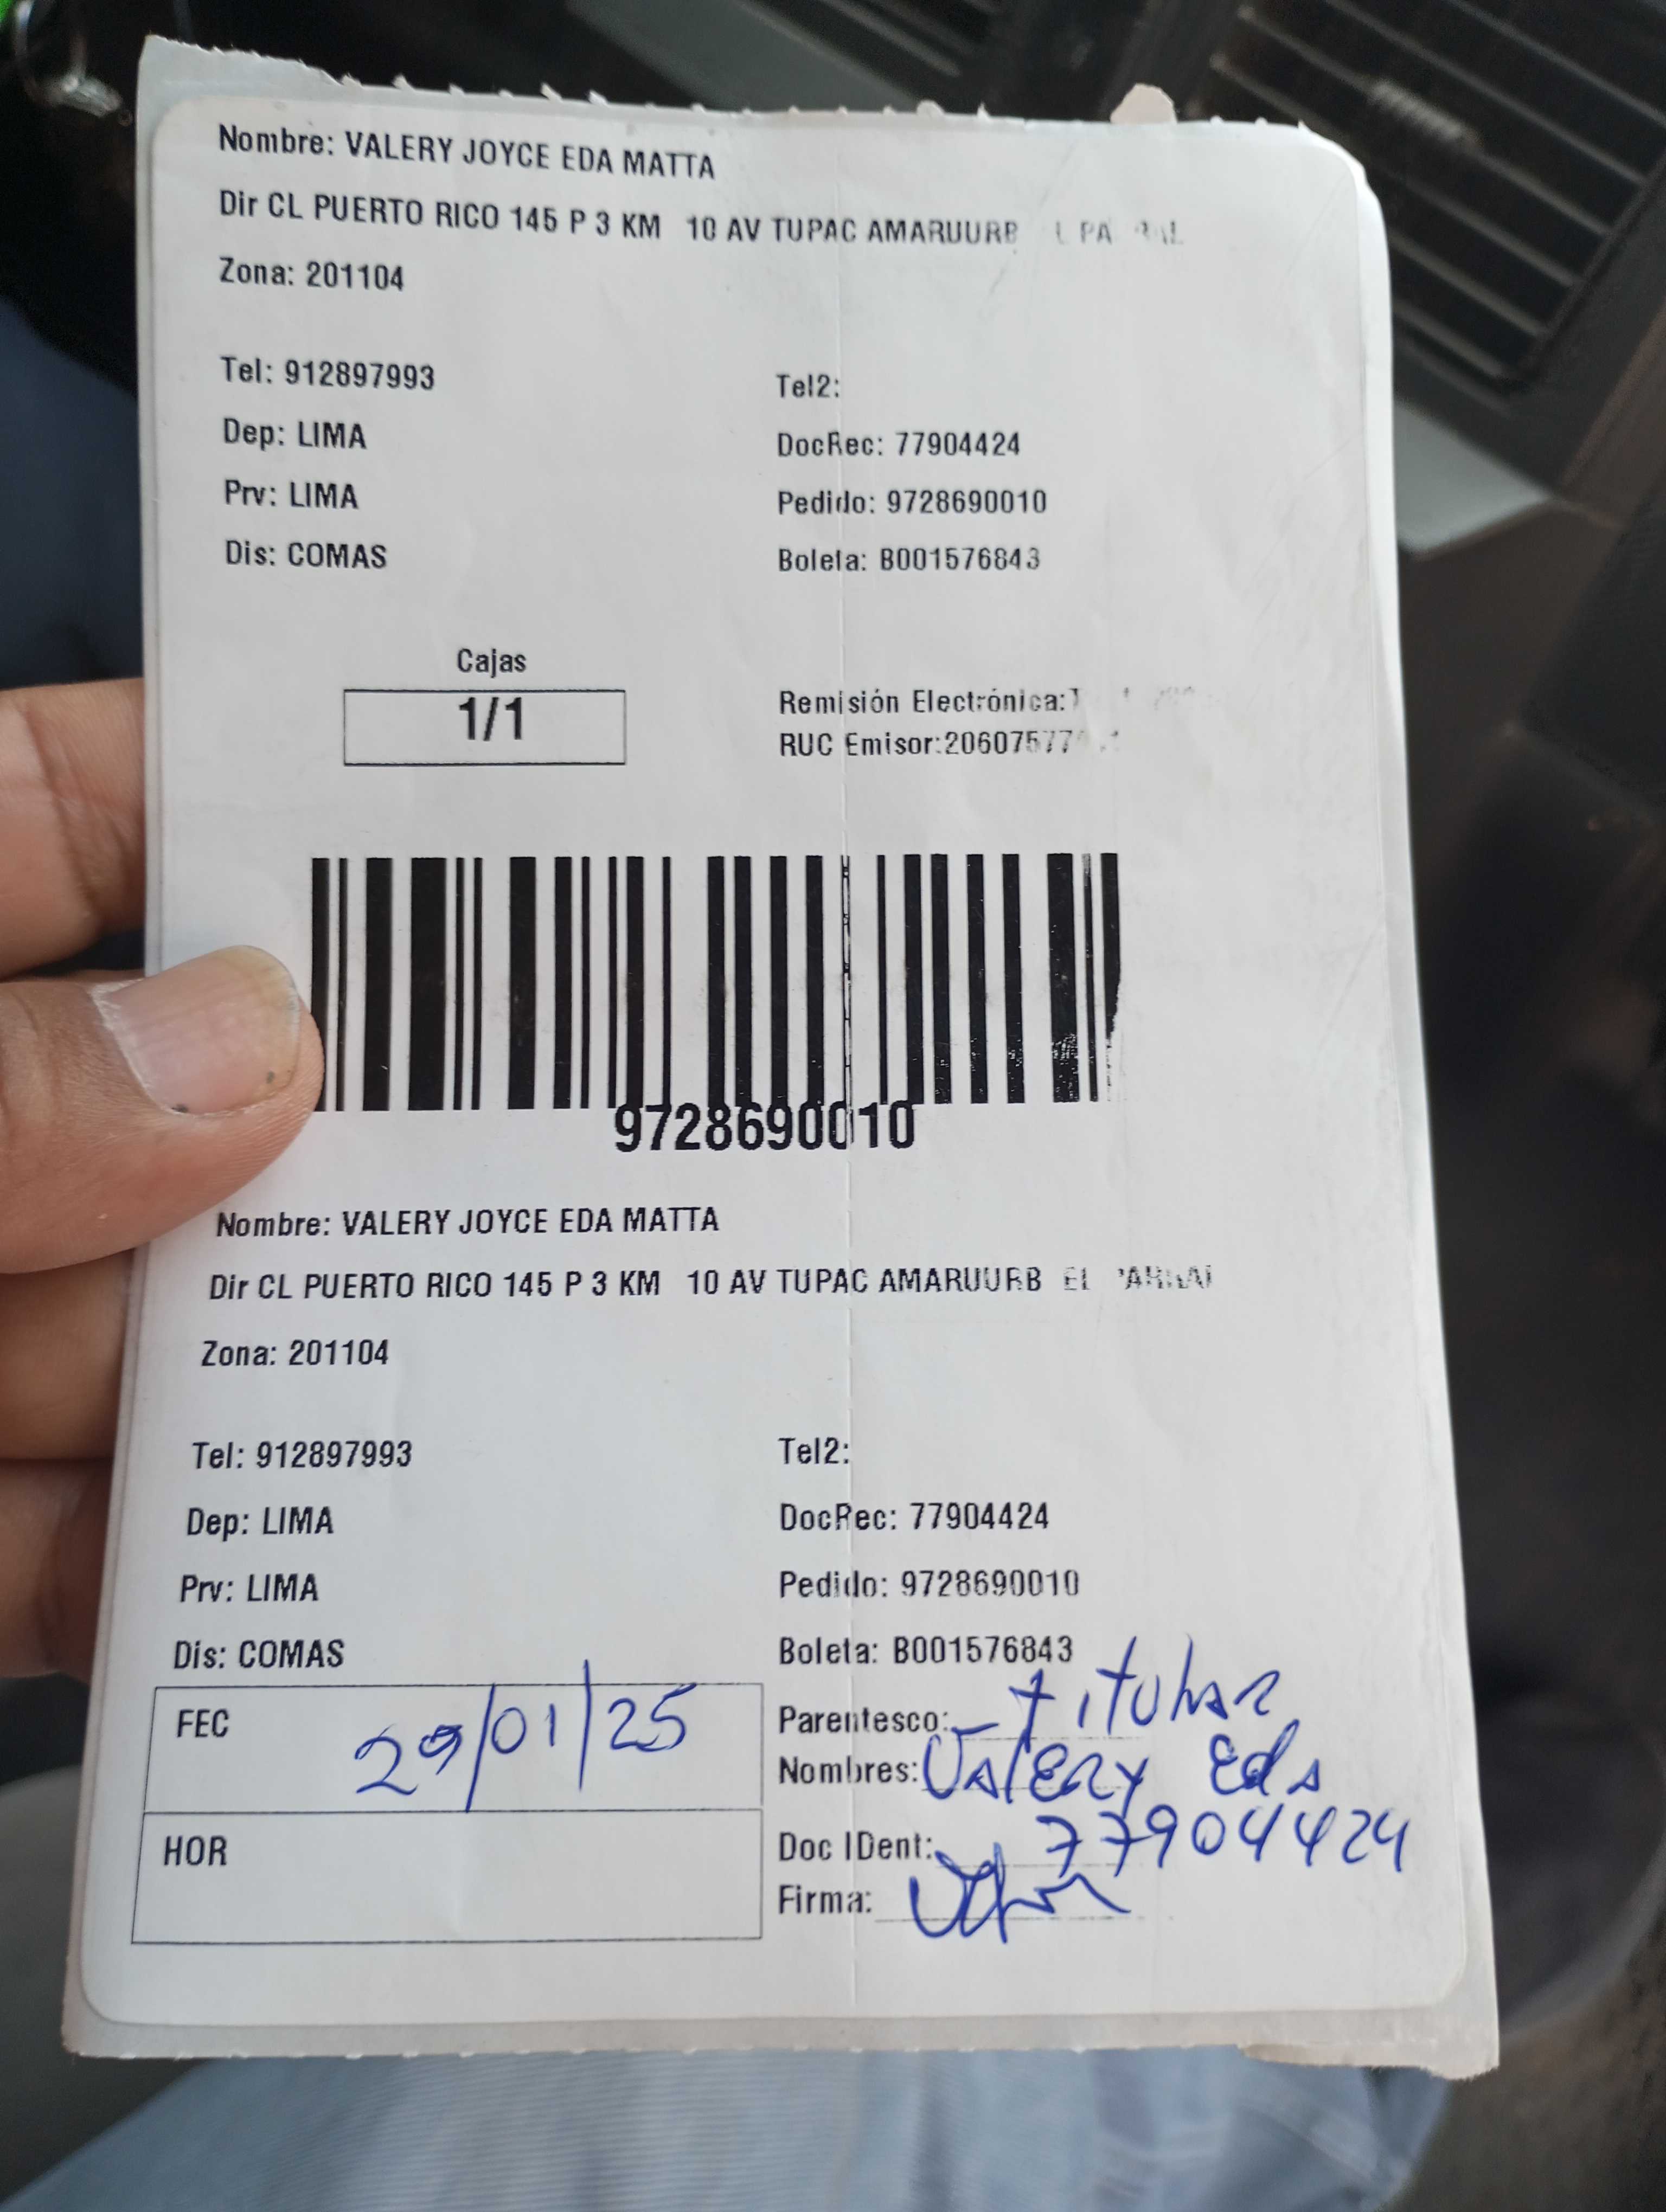 Nombre: VALERY JOYCE EDA MATTA
Dir CL PUERTO RICO 145 P 3 KM 10 AV TUPAC AMARUURB
Zona: 201104
Tel: 912897993
Tel2:
Dep: LIMA
DocRec: 77904424
Prv: LIMA
Pedido: 9728690010
Dis: COMAS
Boleta: B001576843
Cajas
1/1
Remisión Electrónica:
RUC Emisor:
9728690010
Nombre: VALERY JOYCE EDA MATTA
Dir CL PUERTO RICO 145 P 3 KM 10 AV TUPAC AMARUURB EL
Zona: 201104
Tel: 912897993
Tel2:
Dep: LIMA
DocRec: 77904424
Prv: LIMA
Pedido: 9728690010
Dis: COMAS
Boleta: B001576843
FEC 29/01/25
Parentesco: titular
Nombres: Valery Eda
HOR
Doc IDent: 77904424
Firma: